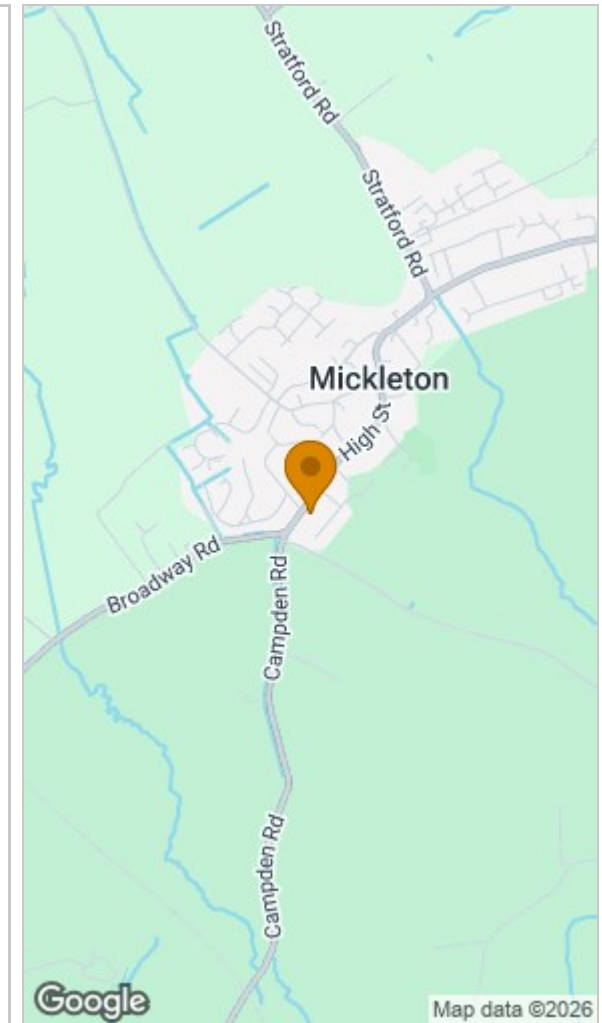 Stratford Rd
Stratford Rd
Mickleton
High St
Broadway Rd
Campden Rd
Campden Rd
Google
Map data ©2026